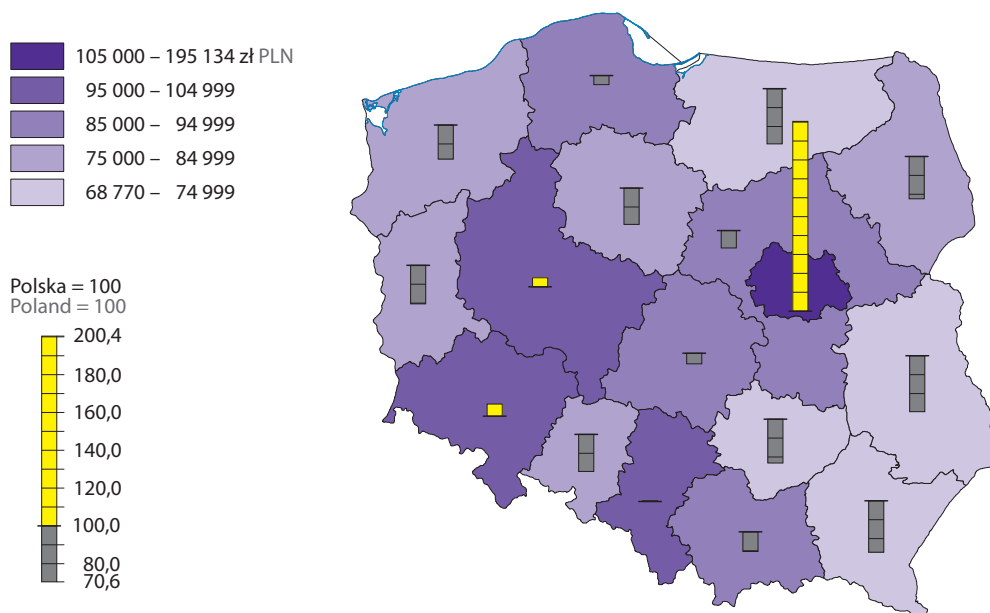 105 000 – 195 134 zł PLN
95 000 – 104 999
85 000 – 94 999
75 000 – 84 999
68 770 – 74 999
Polska = 100
Poland = 100
200,4
180,0
160,0
140,0
120,0
100,0
80,0
70,6